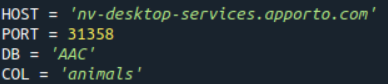 HOST = 'nv-desktop-services.apporto.com'
PORT = 31358
DB = 'AAC'
COL = 'animals'